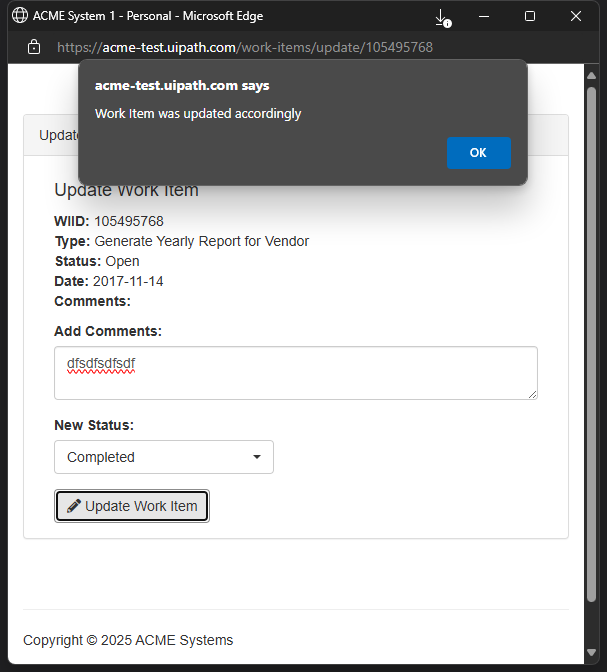 ACME System 1 - Personal - Microsoft Edge
https://acme-test.uipath.com/work-items/update/105495768
acme-test.uipath.com says
Work Item was updated accordingly
OK
Update
Update Work Item
WIID: 105495768
Type: Generate Yearly Report for Vendor
Status: Open
Date: 2017-11-14
Comments:
Add Comments:
dfsdfsdfsdf
New Status:
Completed
Update Work Item
Copyright © 2025 ACME Systems